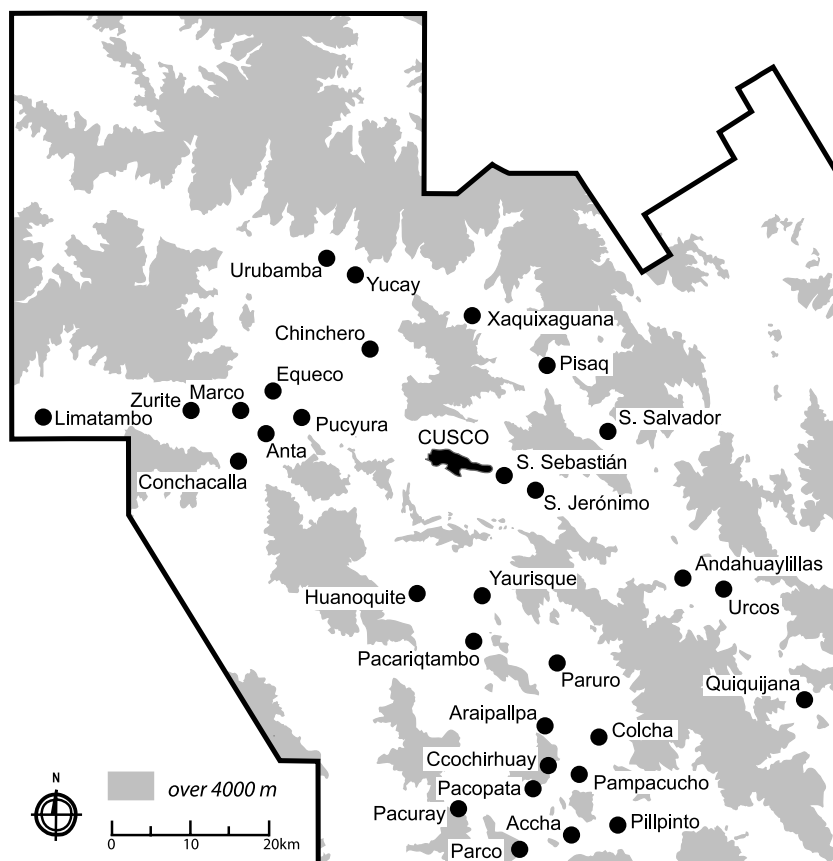 Urubamba
Yucay
Xaquixaguana
Chinchero
Pisaq
Equeco
Zurite
Marco
Limatambo
Pucyura
S. Salvador
Anta
CUSCO
S. Sebastián
Conchacalla
S. Jerónimo
Andahuaylillas
Huanoquite
Yaurisque
Urcos
Pacariqtambo
Paruro
Quiquijana
Araipallpa
Colcha
Ccochirhuay
Pampacucho
Pacopata
Pacuray
Accha
Pillpinto
Parco
N
over 4000 m
0 10 20km